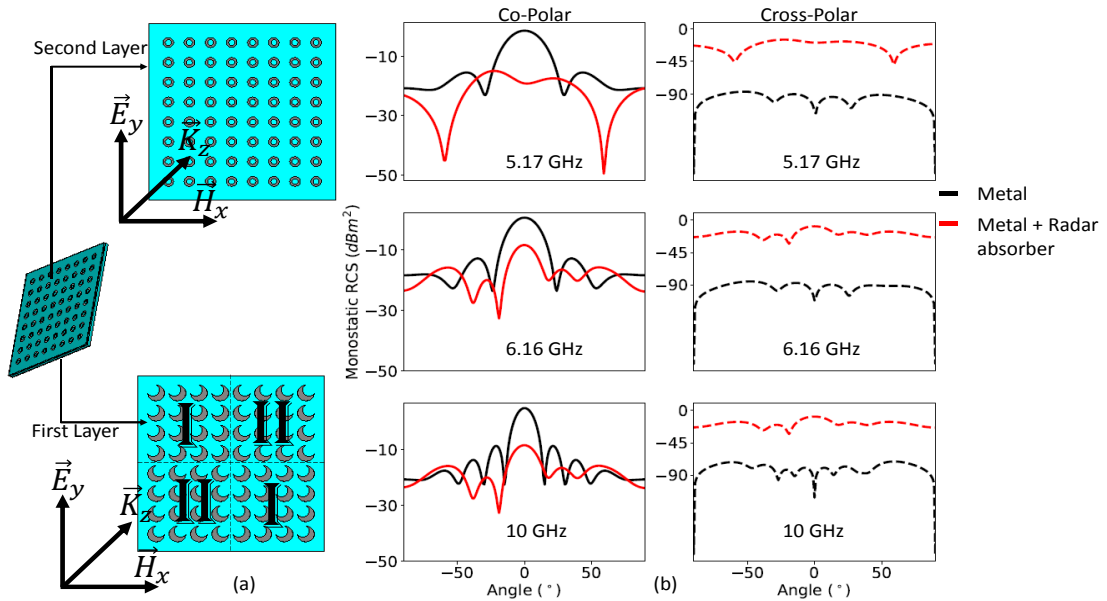 Second Layer
E⃗y
K⃗z
H⃗x
First Layer
I II
II I
E⃗y
K⃗z
H⃗x
(a)
Co-Polar
Cross-Polar
Monostatic RCS (dBm²)
−10
−30
−50
5.17 GHz
0
−45
−90
5.17 GHz
−10
−30
−50
6.16 GHz
0
−45
−90
6.16 GHz
−10
−30
−50
10 GHz
0
−45
−90
10 GHz
−50 0 50
Angle (°)
−50 0 50
Angle (°)
(b)
Metal
Metal + Radar
absorber